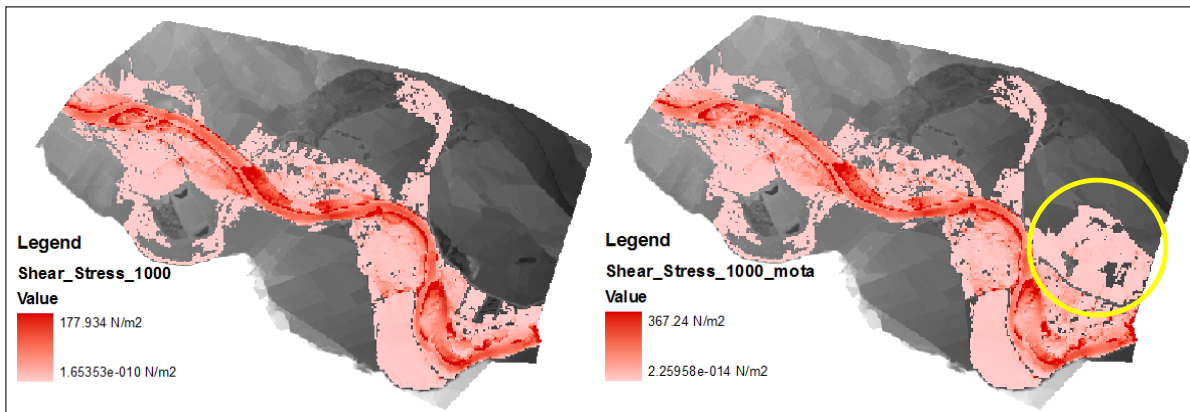 Legend
Shear_Stress_1000
Value
177.934 N/m2
1.65353e-010 N/m2
Legend
Shear_Stress_1000_mota
Value
367.24 N/m2
2.25958e-014 N/m2